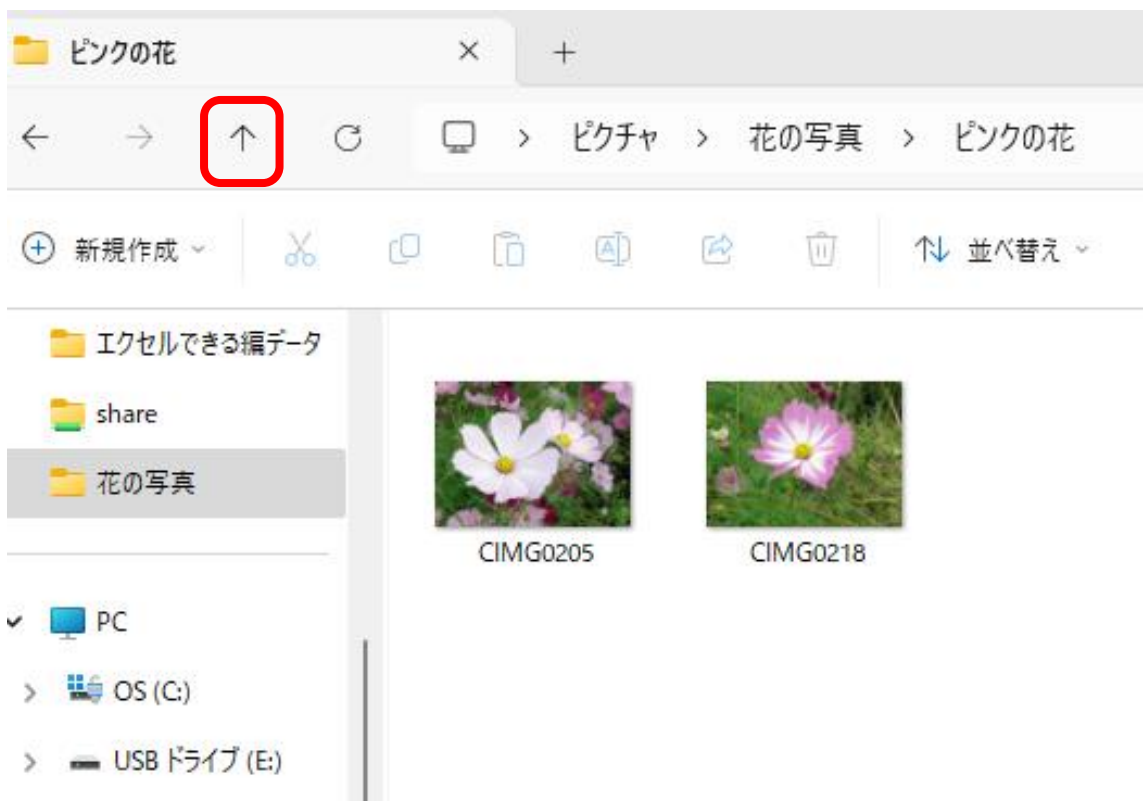 ピンクの花
ピクチャ > 花の写真 > ピンクの花
新規作成 並べ替え
エクセルできる編データ
share
花の写真
CIMG0205 CIMG0218
PC
OS (C:)
USB ドライブ (E:)